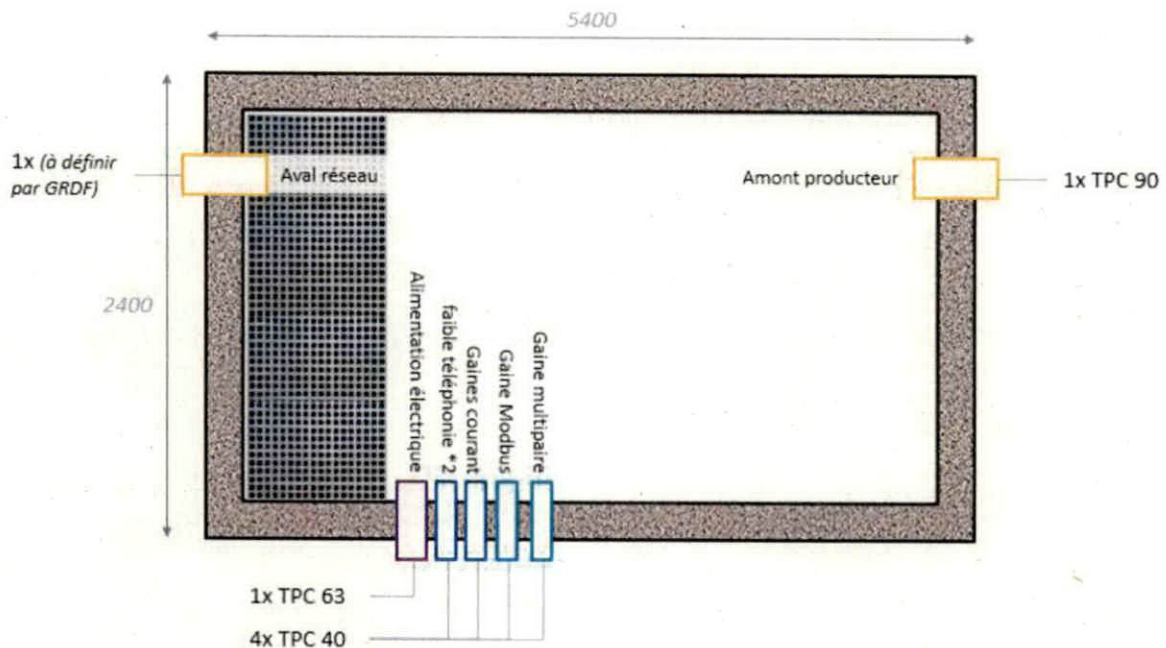 5400
1x (à définir
par GRDF)
Aval réseau
Amont producteur
1x TPC 90
2400
Alimentation électrique
faible téléphonie *2
Gaines courant
Gaine Modbus
Gaine multipaire
1x TPC 63
4x TPC 40